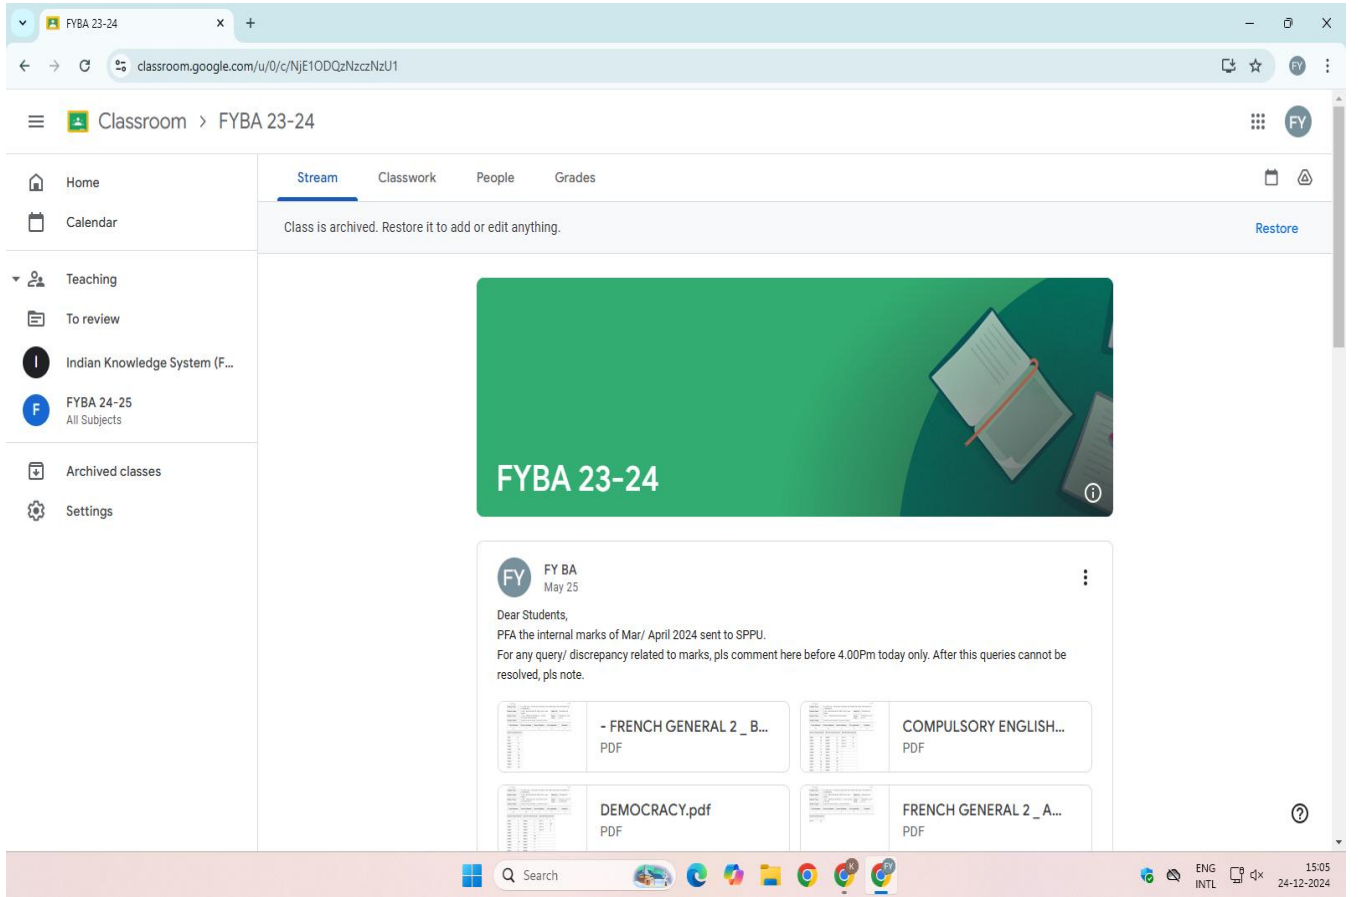 FYBA 23-24
classroom.google.com/u/0/c/NjE1ODQzNzczNzU1
FY
Classroom > FYBA 23-24
FY
Home
Calendar
Teaching
To review
I Indian Knowledge System (F...
F FYBA 24-25
All Subjects
Archived classes
Settings
Stream Classwork People Grades
Class is archived. Restore it to add or edit anything. Restore
FYBA 23-24
FY FY BA
May 25
Dear Students,
PFA the internal marks of Mar/ April 2024 sent to SPPU.
For any query/ discrepancy related to marks, pls comment here before 4.00Pm today only. After this queries cannot be
resolved, pls note.
- FRENCH GENERAL 2 _ B...
PDF
COMPULSORY ENGLISH...
PDF
DEMOCRACY.pdf
PDF
FRENCH GENERAL 2 _ A...
PDF
Search
K
FY
ENG
INTL
15:05
24-12-2024